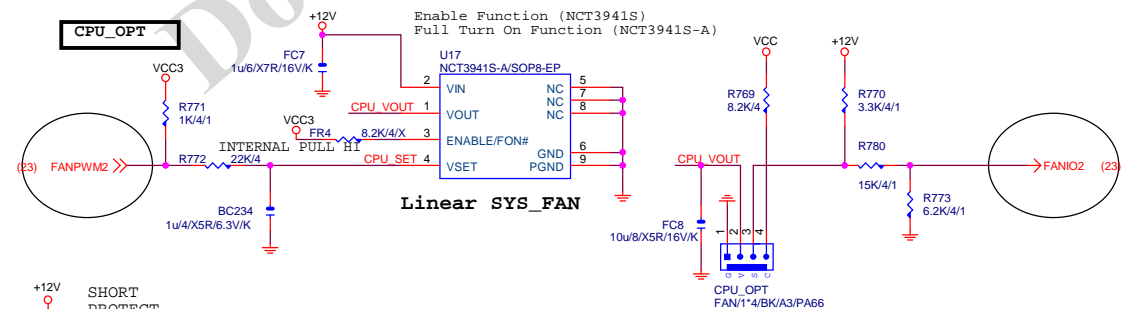 Enable Function (NCT3941S)
Full Turn On Function (NCT3941S-A)
CPU_OPT
+12V
FC7
1u/6/X7R/16V/K
U17
NCT3941S-A/SOP8-EP
VCC3
R771
1K/4/1
2 VIN
1 VOUT
3 ENABLE/FON#
4 VSET
NC 5
NC 7
NC 8
GND 6
PGND 9
CPU_VOUT
VCC3
FR4 8.2K/4/X
INTERNAL PULL HI
CPU_SET
(23) FANPWM2
R772 22K/4
BC234
1u/4/X5R/6.3V/K
Linear SYS_FAN
VCC
+12V
R769
8.2K/4
R770
3.3K/4/1
CPU_VOUT
R780
15K/4/1
FANIO2 (23)
R773
6.2K/4/1
FC8
10u/8/X5R/16V/K
1 2 3 4
G V S C
CPU_OPT
FAN/1*4/BK/A3/PA66
+12V
SHORT
PROTECT